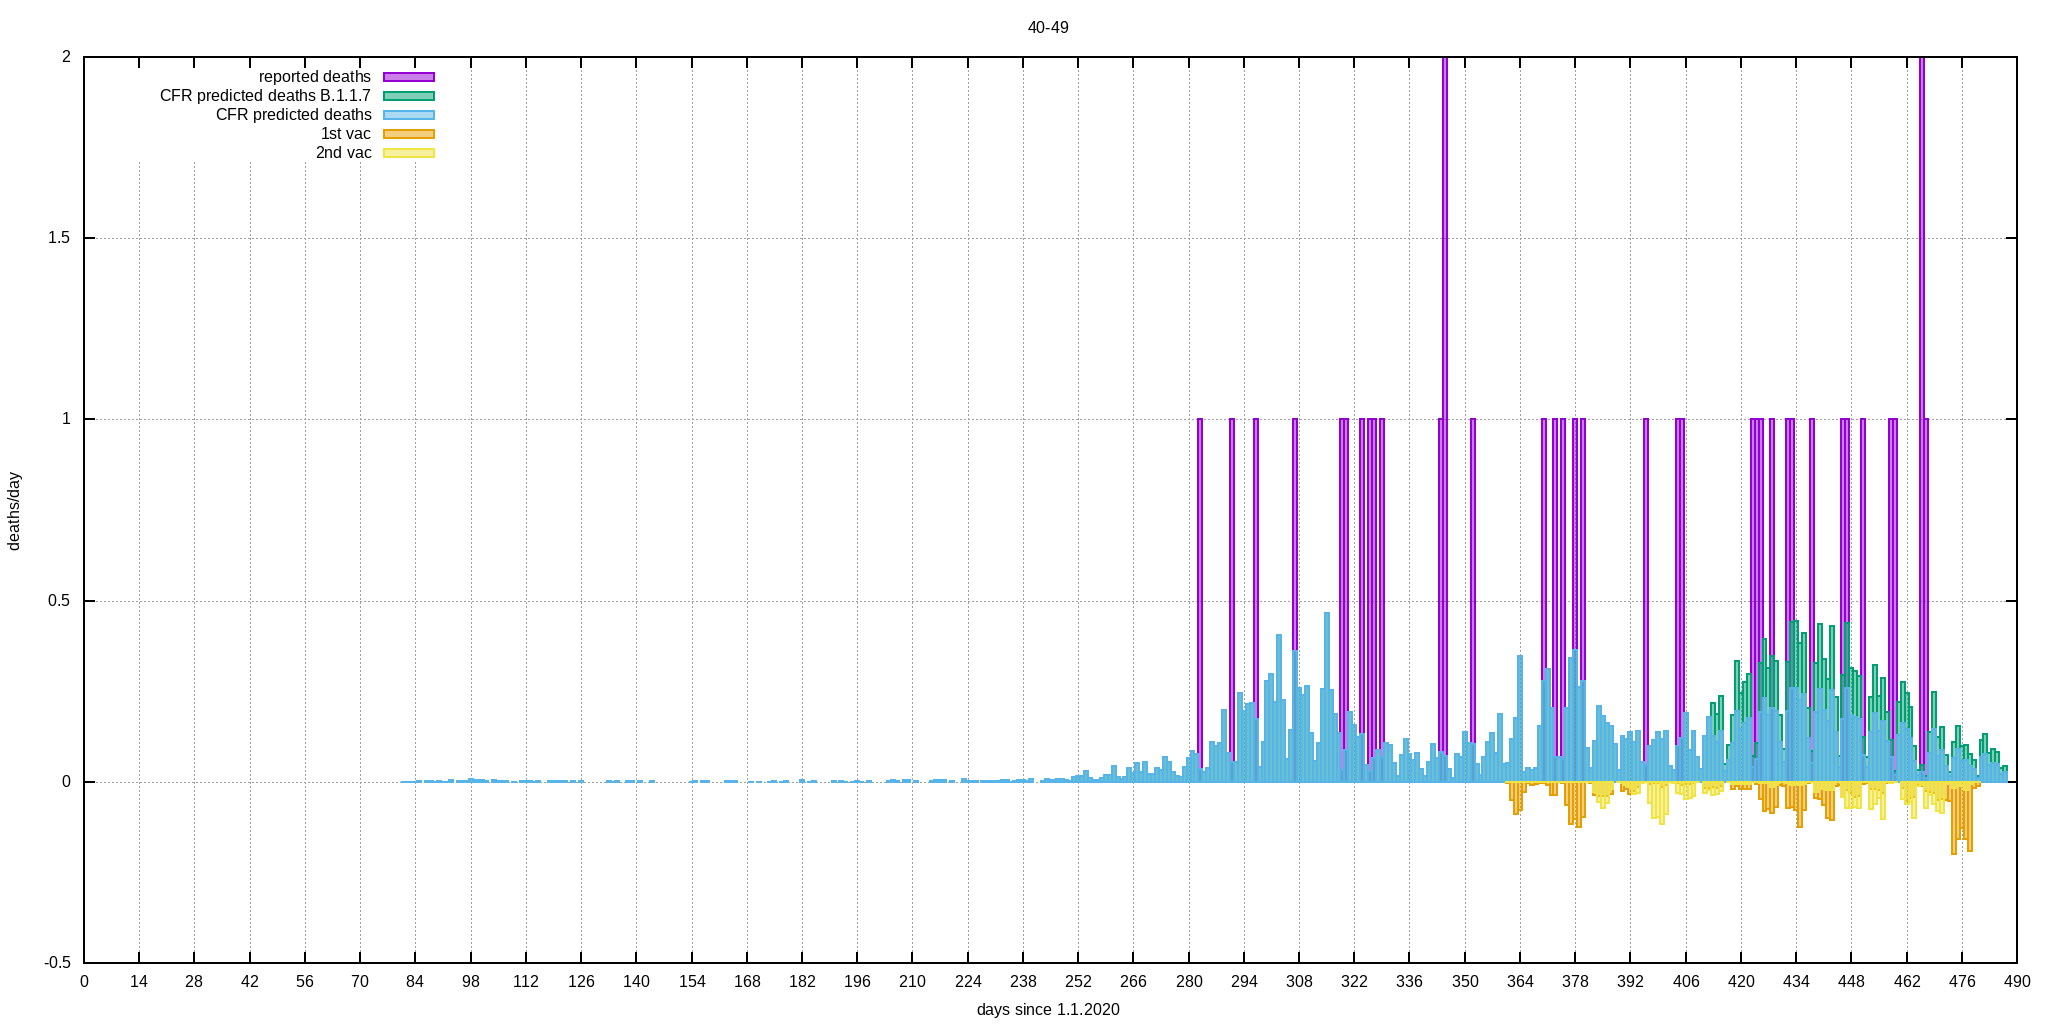 40-49
reported deaths
CFR predicted deaths B.1.1.7
CFR predicted deaths
1st vac
2nd vac
2
1.5
1
0.5
0
-0.5
deaths/day
0 14 28 42 56 70 84 98 112 126 140 154 168 182 196 210 224 238 252 266 280 294 308 322 336 350 364 378 392 406 420 434 448 462 476 490
days since 1.1.2020